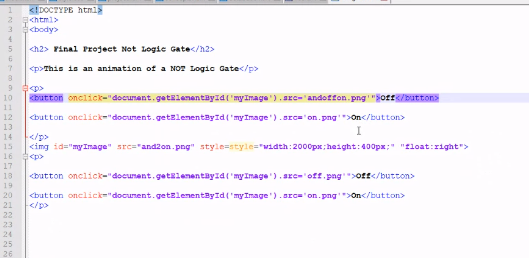 1 <!DOCTYPE html>
2 <html>
3 <body>
4
5 <h2> Final Project Not Logic Gate</h2>
6
7 <p>This is an animation of a NOT Logic Gate</p>
8
9 <p>
10 <button onclick="document.getElementById('myImage').src='andoffon.png'">Off</button>
11
12 <button onclick="document.getElementById('myImage').src='on.png'">On</button>
13
14 </p>
15 <img id="myImage" src="and2on.png" style=style="width:2000px;height:400px;" "float:right">
16 <p>
17
18 <button onclick="document.getElementById('myImage').src='off.png'">Off</button>
19
20 <button onclick="document.getElementById('myImage').src='on.png'">On</button>
21 </p>
22
23
24
25
26